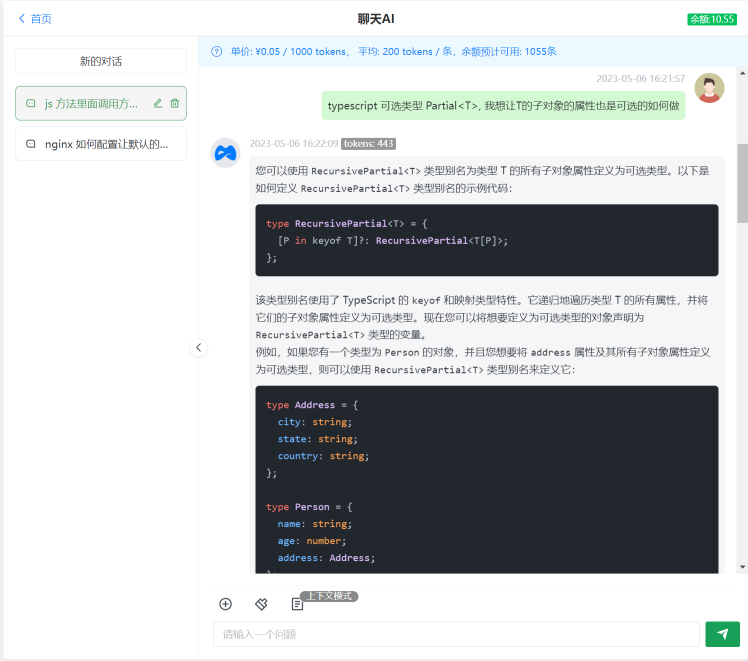 首页
聊天AI
余额:10.55
新的对话
js 方法里面调用方...
nginx 如何配置让默认的...
单价: ¥0.05 / 1000 tokens， 平均: 200 tokens / 条，余额预计可用: 1055条
2023-05-06 16:21:57
typescript 可选类型 Partial<T>, 我想让T的子对象的属性也是可选的如何做
2023-05-06 16:22:09 tokens: 443
您可以使用 RecursivePartial<T> 类型别名为类型 T 的所有子对象属性定义为可选类型。以下是
如何定义 RecursivePartial<T> 类型别名的示例代码：
type RecursivePartial<T> = {
[P in keyof T]?: RecursivePartial<T[P]>;
};
该类型别名使用了 TypeScript 的 keyof 和映射类型特性。它递归地遍历类型 T 的所有属性，并将
它们的子对象属性定义为可选类型。现在您可以将想要定义为可选类型的对象声明为
RecursivePartial<T> 类型的变量。
例如，如果您有一个类型为 Person 的对象，并且您想要将 address 属性及其所有子对象属性定义
为可选类型，则可以使用 RecursivePartial<T> 类型别名来定义它：
type Address = {
city: string;
state: string;
country: string;
};
type Person = {
name: string;
age: number;
address: Address;
上下文模式
请输入一个问题